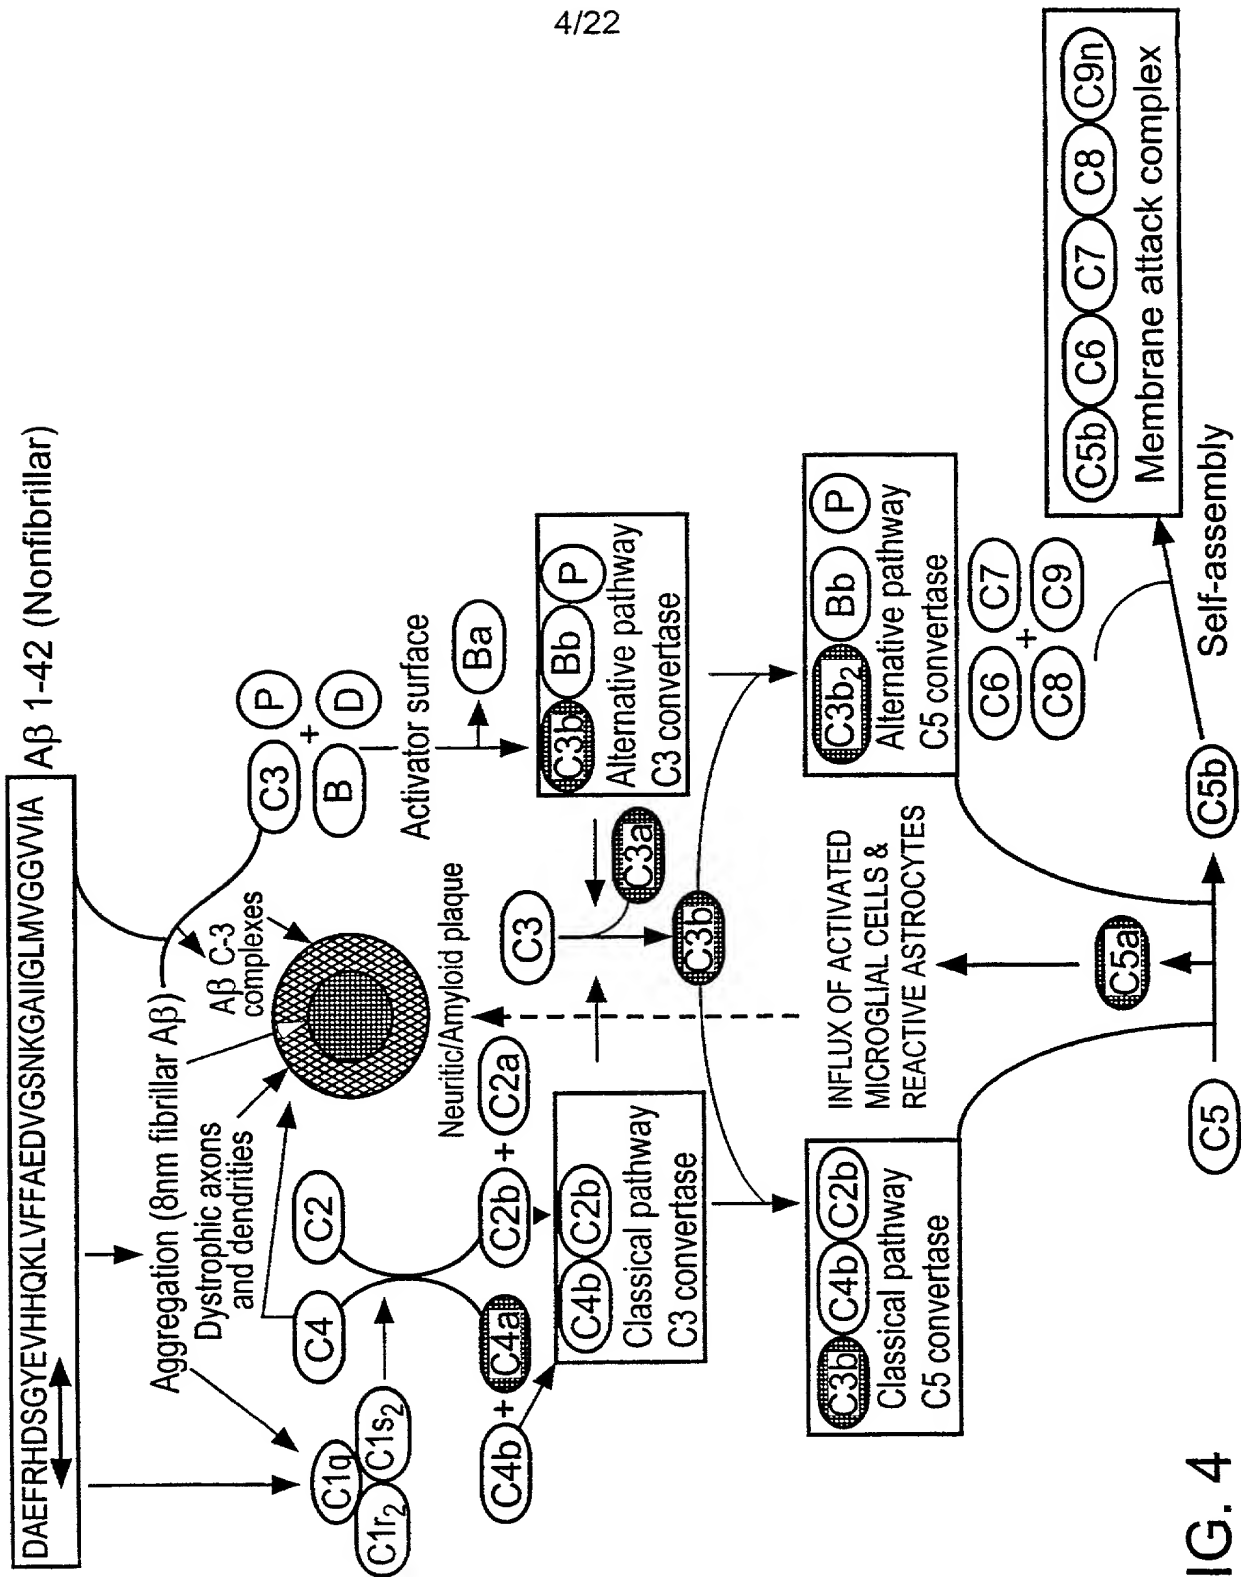 4/22
DAEFRHDSGYEVHHQKLVFFAEDVGSNKGAIIGLMVGGVVIA
Aβ 1-42 (Nonfibrillar)
Aggregation (8nm fibrillar Aβ)
Dystrophic axons
and dendrities
Aβ C-3
complexes
C3
P
+
B
D
C1q
C1r2
C1s2
C4
C2
Activator surface
Ba
Neuritic/Amyloid plaque
C4b
+
C4a
C2b
+
C2a
C4b
C2b
Classical pathway
C3 convertase
C3
C3a
C3b
C3b
Bb
P
Alternative pathway
C3 convertase
C3b
C4b
C2b
Classical pathway
C5 convertase
INFLUX OF ACTIVATED
MICROGLIAL CELLS &
REACTIVE ASTROCYTES
C3b2
Bb
P
Alternative pathway
C5 convertase
C6
C7
+
C8
C9
C5
C5a
C5b
Self-assembly
C5b
C6
C7
C8
C9n
Membrane attack complex
IG. 4